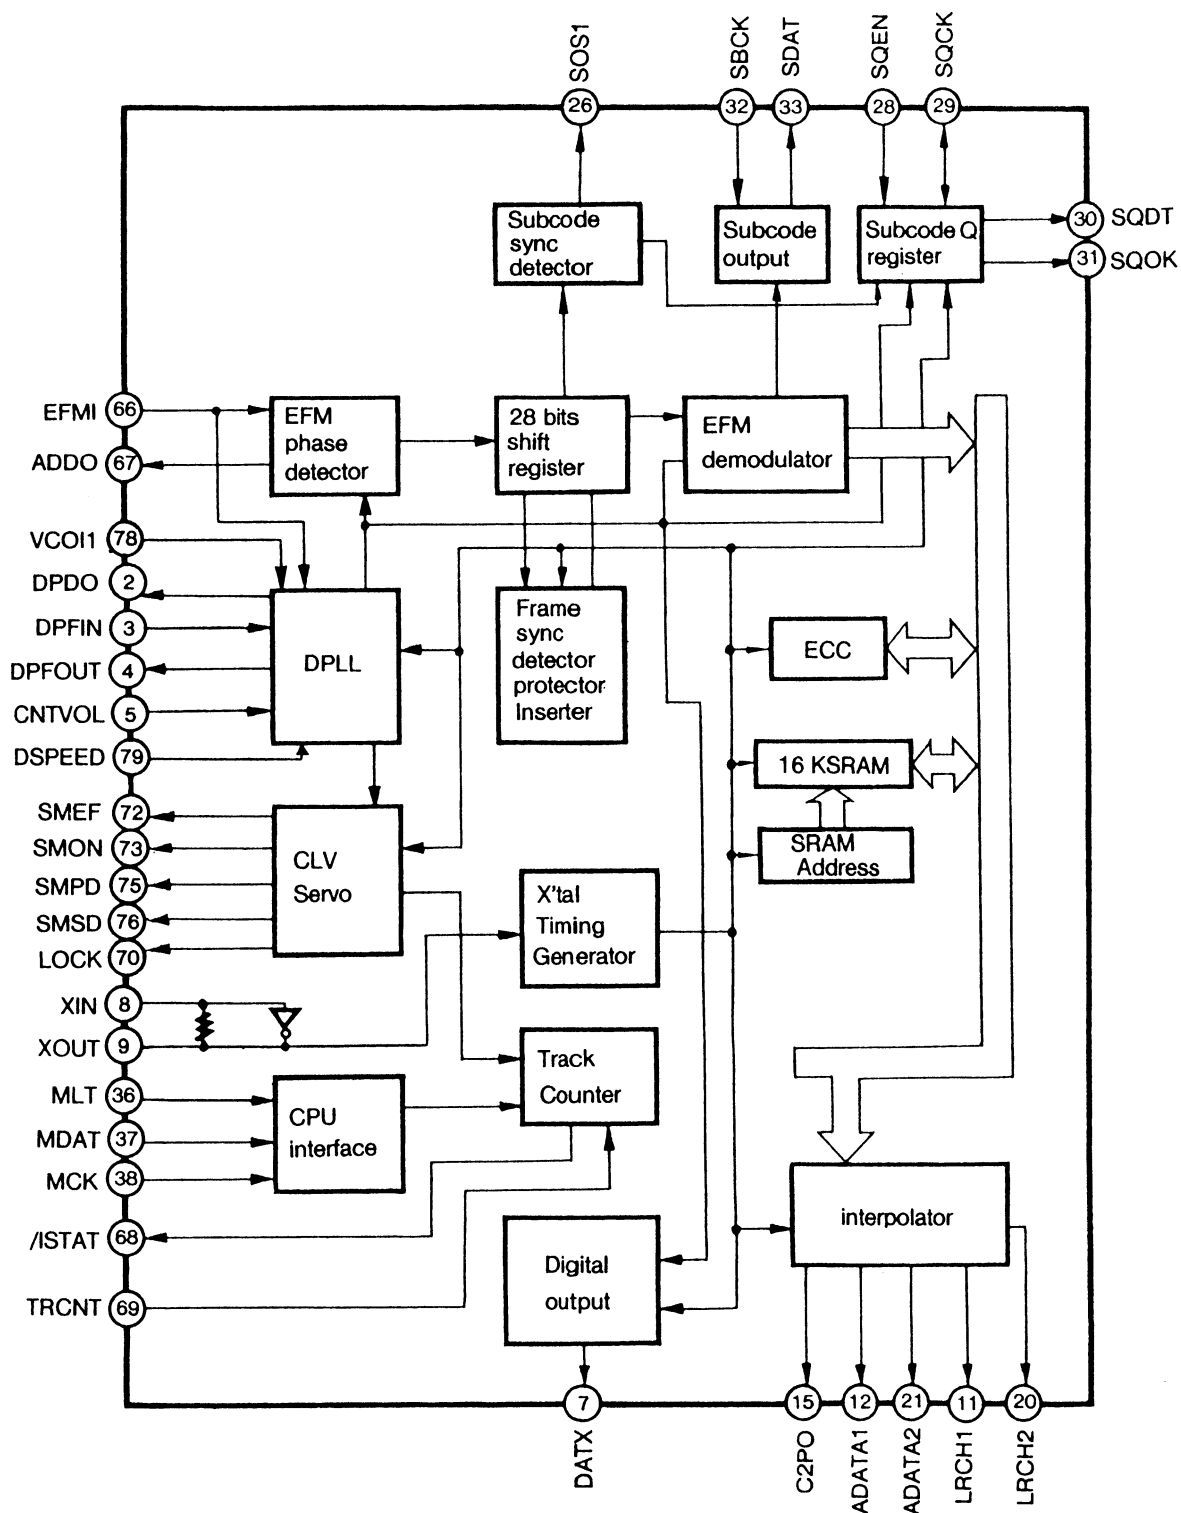 SOS1
SBCK
SDAT
SQEN
SQCK
26
32
33
28
29
Subcode
sync
detector
Subcode
output
Subcode Q
register
30 SQDT
31 SQOK
EFMI 66
ADDO 67
EFM
phase
detector
28 bits
shift
register
EFM
demodulator
VCOI1 78
DPDO 2
DPFIN 3
DPFOUT 4
CNTVOL 5
DSPEED 79
DPLL
Frame
sync
detector
protector
Inserter
ECC
16 KSRAM
SRAM
Address
SMEF 72
SMON 73
SMPD 75
SMSD 76
LOCK 70
CLV
Servo
X'tal
Timing
Generator
XIN 8
XOUT 9
MLT 36
MDAT 37
MCK 38
CPU
interface
Track
Counter
/ISTAT 68
TRCNT 69
Digital
output
interpolator
7
15
12
21
11
20
DATX
C2PO
ADATA1
ADATA2
LRCH1
LRCH2